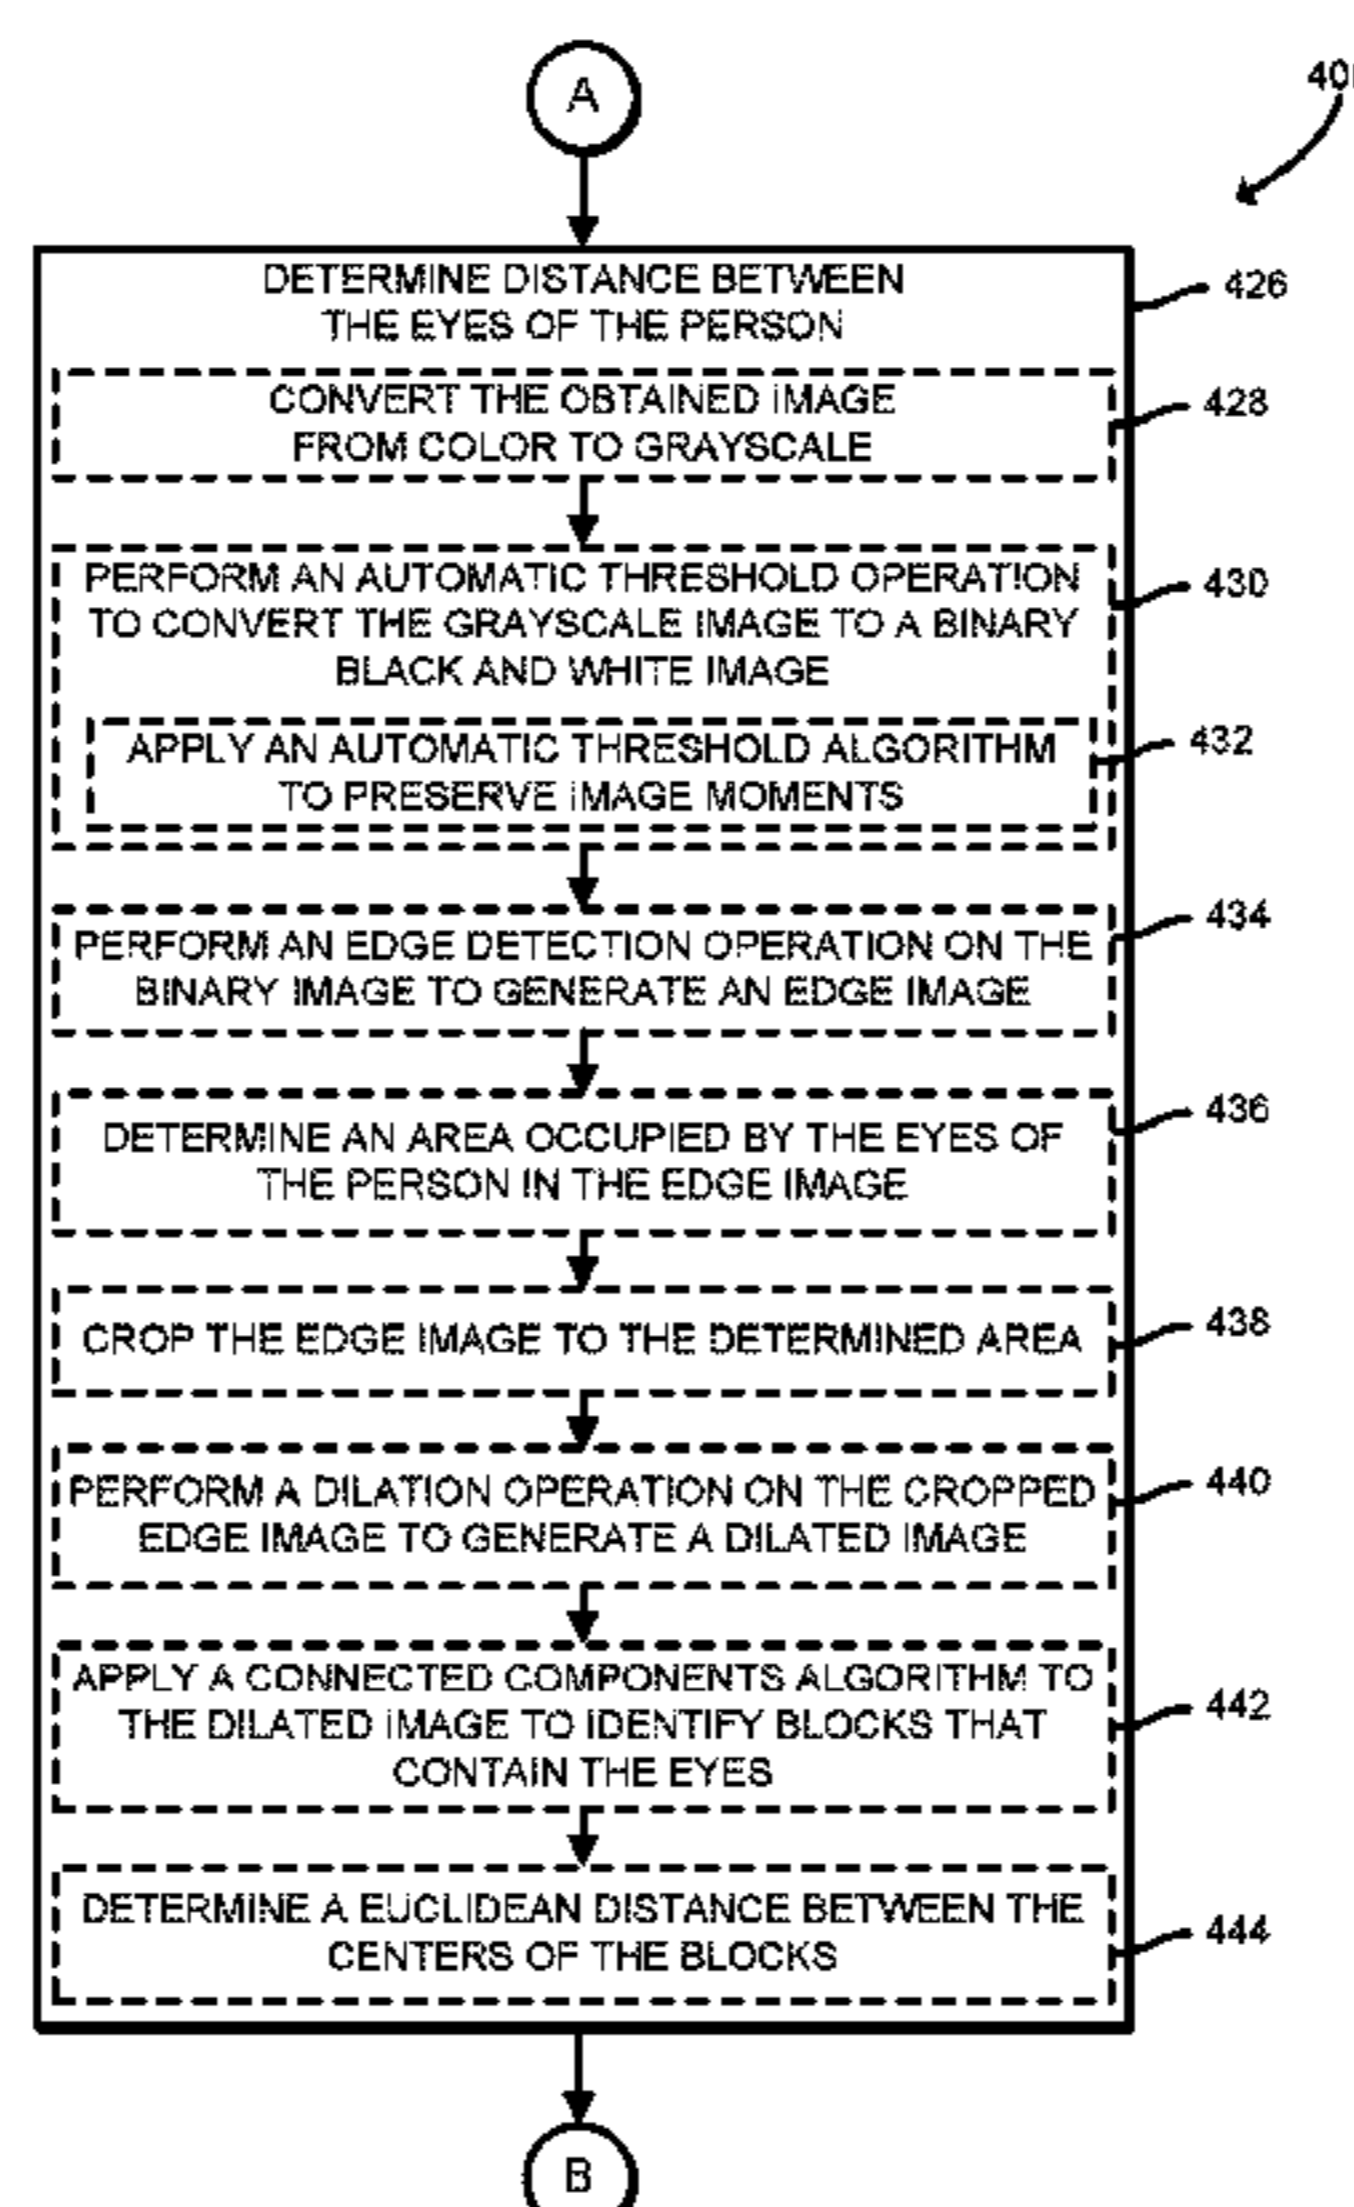 A
DETERMINE DISTANCE BETWEEN
THE EYES OF THE PERSON
426
CONVERT THE OBTAINED IMAGE
FROM COLOR TO GRAYSCALE
428
PERFORM AN AUTOMATIC THRESHOLD OPERATION
TO CONVERT THE GRAYSCALE IMAGE TO A BINARY
BLACK AND WHITE IMAGE
430
APPLY AN AUTOMATIC THRESHOLD ALGORITHM
TO PRESERVE IMAGE MOMENTS
432
PERFORM AN EDGE DETECTION OPERATION ON THE
BINARY IMAGE TO GENERATE AN EDGE IMAGE
434
DETERMINE AN AREA OCCUPIED BY THE EYES OF
THE PERSON IN THE EDGE IMAGE
436
CROP THE EDGE IMAGE TO THE DETERMINED AREA
438
PERFORM A DILATION OPERATION ON THE CROPPED
EDGE IMAGE TO GENERATE A DILATED IMAGE
440
APPLY A CONNECTED COMPONENTS ALGORITHM TO
THE DILATED IMAGE TO IDENTIFY BLOCKS THAT
CONTAIN THE EYES
442
DETERMINE A EUCLIDEAN DISTANCE BETWEEN THE
CENTERS OF THE BLOCKS
444
B